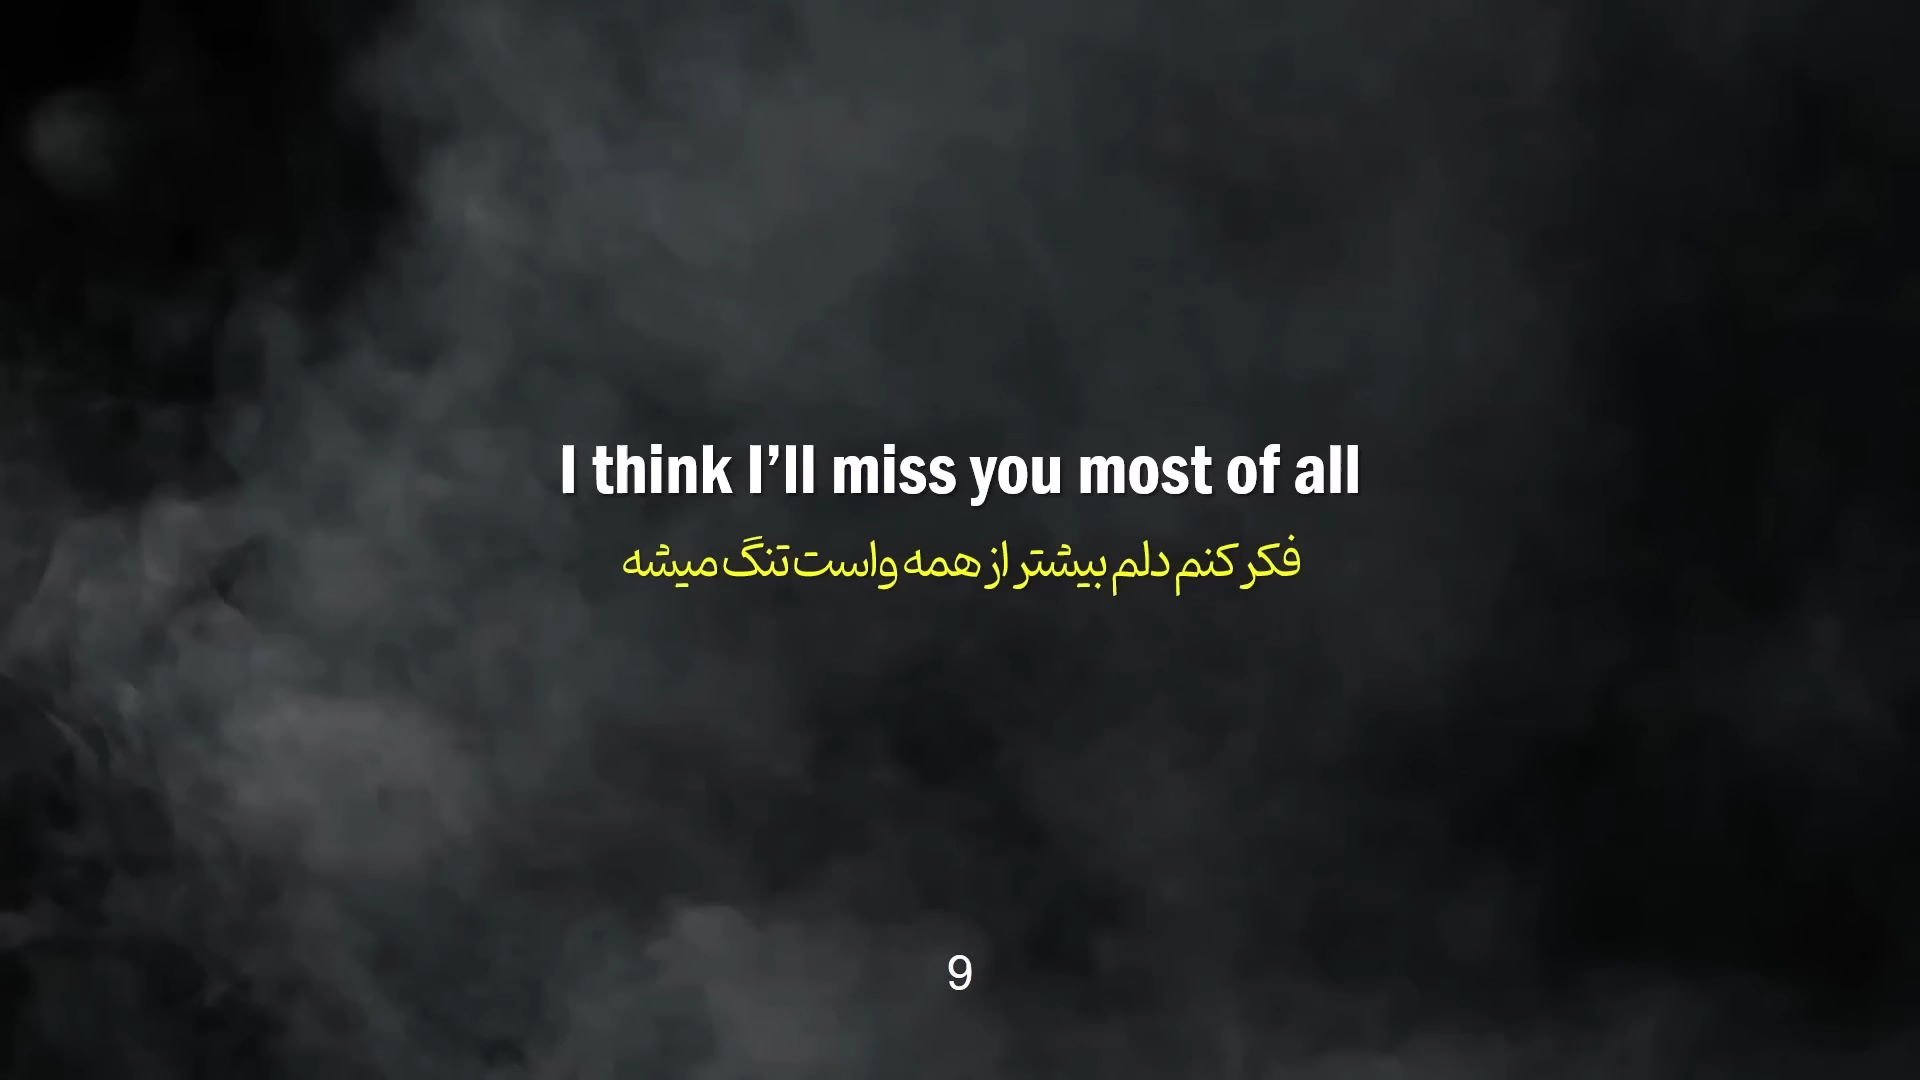 I think I’ll miss you most of all
فکر کنم دلم بیشتر از همه واست تنگ میشه
9